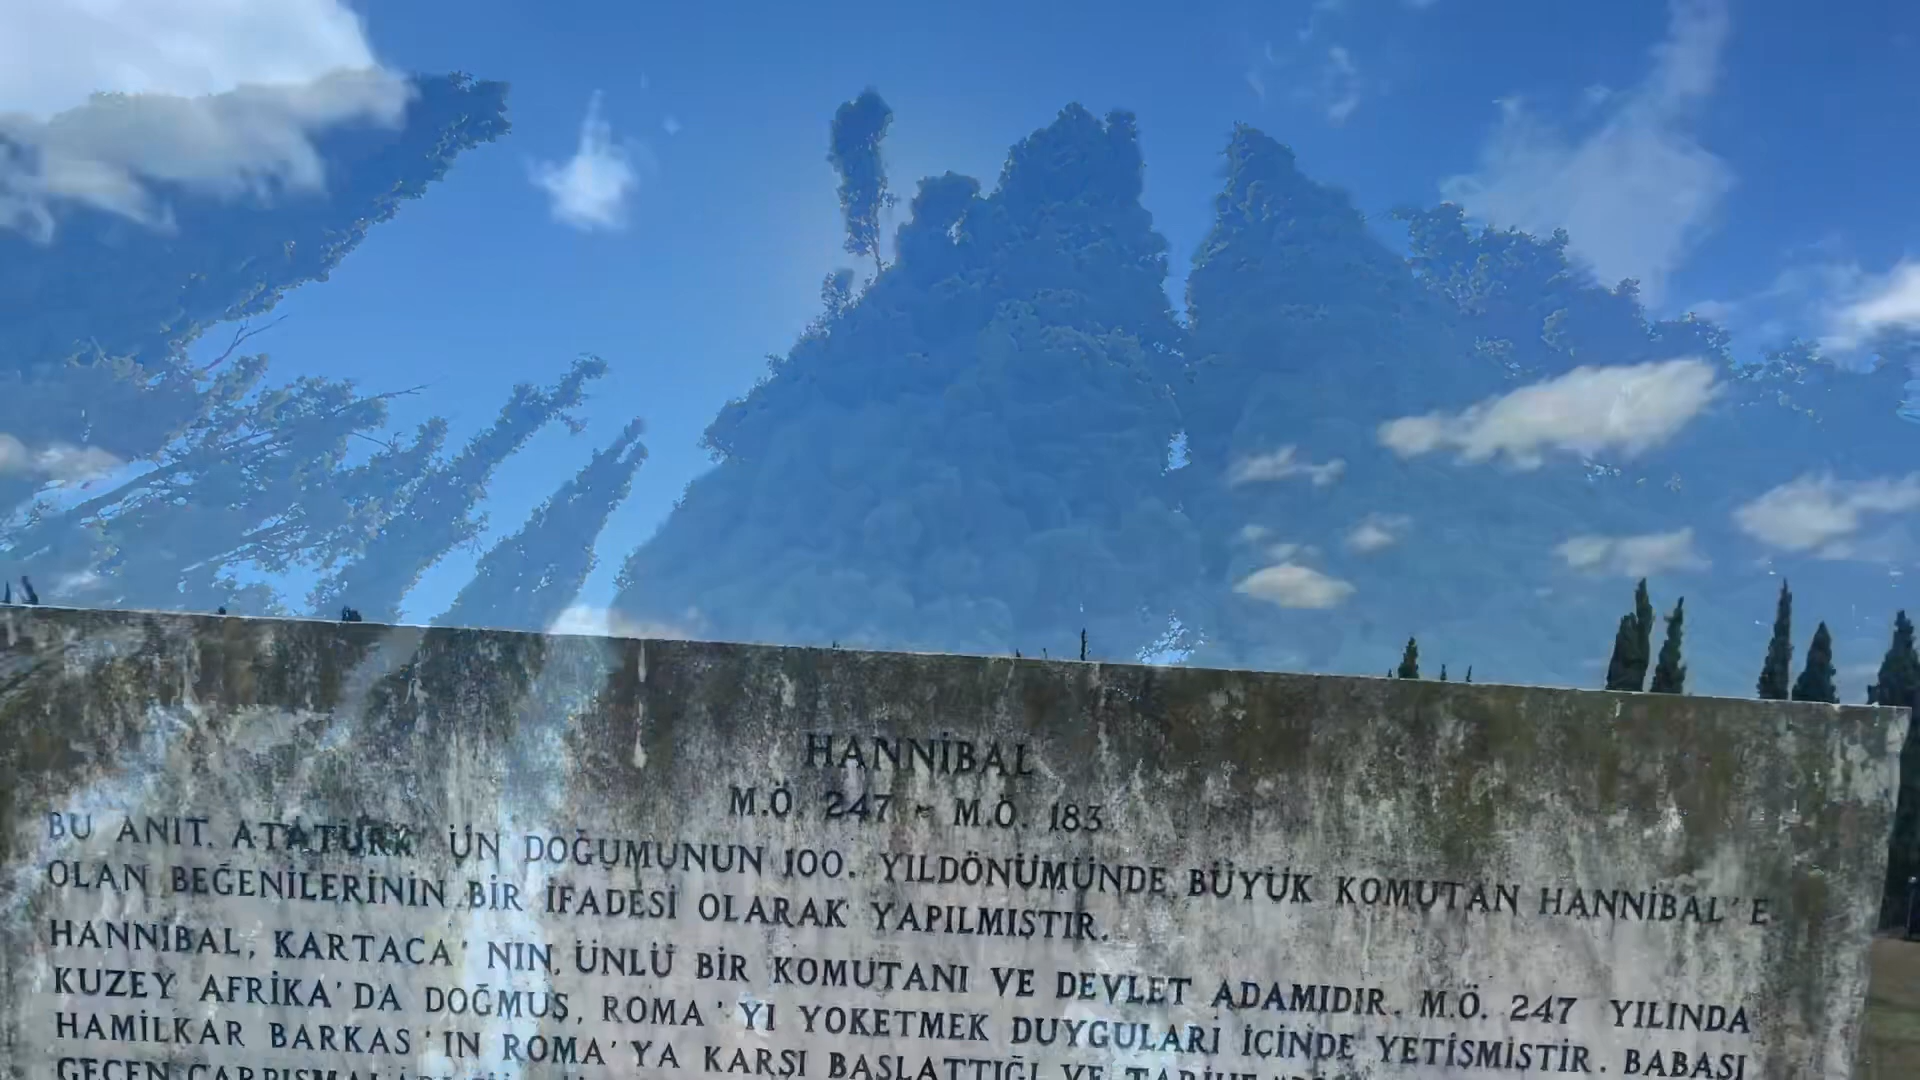 HANNİBAL
M.Ö. 247 - M.Ö. 183
BU ANIT, ATATÜRK' ÜN DOĞUMUNUN 100. YILDÖNÜMÜNDE, BÜYÜK KOMUTAN HANNİBAL' E
OLAN BEĞENİLERİNİN BİR İFADESİ OLARAK YAPILMIŞTIR.
HANNİBAL, KARTACA' NIN, ÜNLÜ BİR KOMUTANI VE DEVLET ADAMIDIR. M.Ö. 247 YILINDA
KUZEY AFRİKA' DA DOĞMUŞ, ROMA' YI YOKETMEK DUYGULARI İÇİNDE YETİŞMİŞTİR. BABASI
HAMİLKAR BARKAS 'IN ROMA' YA KARŞI BAŞLATTIĞI VE TARİHE
GEÇEN